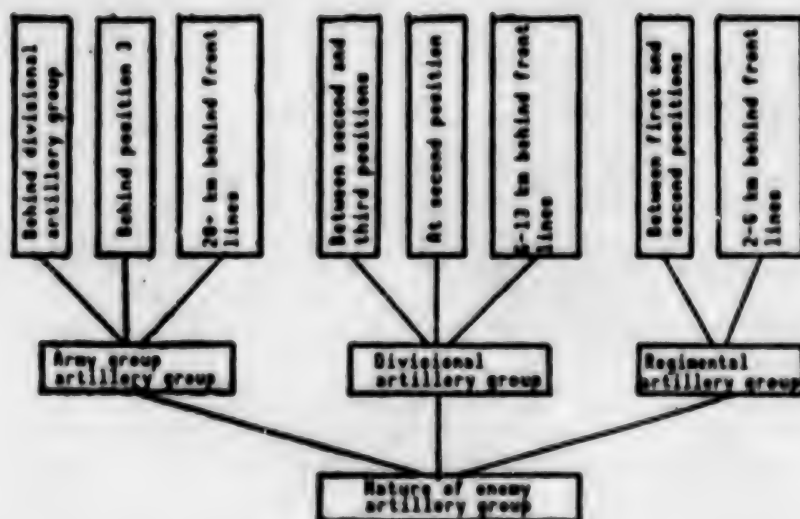 Behind divisional
artillery group
Behind position 3
20+ km behind front
lines
Between second and
third positions
At second position
-13 km behind front
lines
Between first and
second positions
2-6 km behind front
lines
Army group
artillery group
Divisional
artillery group
Regimental
artillery group
Nature of enemy
artillery group